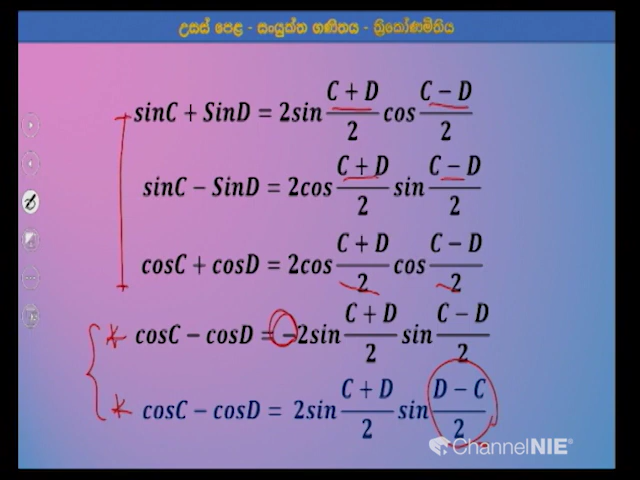 උසස් පෙළ - සංයුක්ත ගණිතය - ත්‍රිකෝණමිතිය
sinC + SinD = 2sin (C + D)/2 cos (C − D)/2
sinC − SinD = 2cos (C + D)/2 sin (C − D)/2
cosC + cosD = 2cos (C + D)/2 cos (C − D)/2
* cosC − cosD = −2sin (C + D)/2 sin (C − D)/2
* cosC − cosD = 2sin (C + D)/2 sin (D − C)/2
ChannelNIE